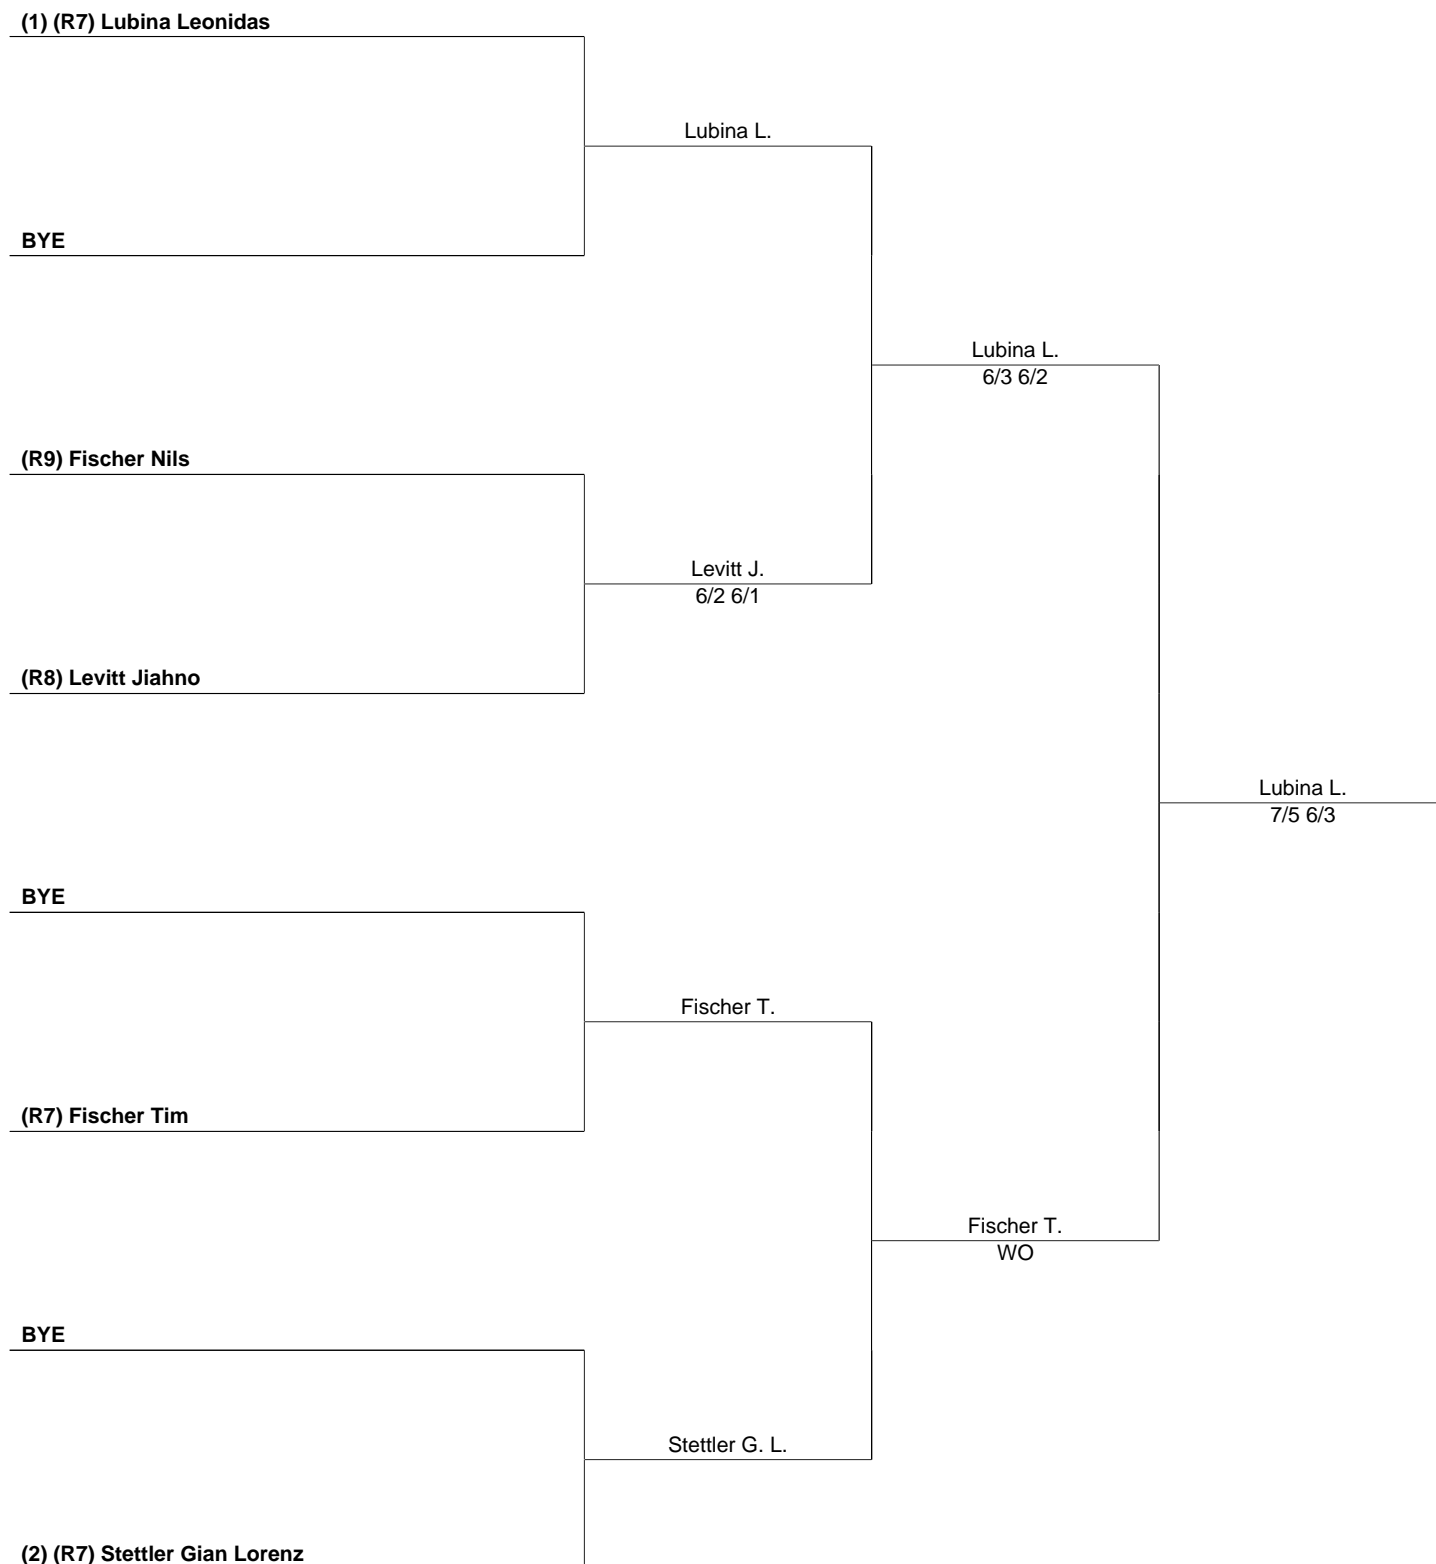 (1) (R7) Lubina Leonidas
Lubina L.
BYE
Lubina L.
6/3 6/2
(R9) Fischer Nils
Levitt J.
6/2 6/1
(R8) Levitt Jiahno
Lubina L.
7/5 6/3
BYE
Fischer T.
(R7) Fischer Tim
Fischer T.
WO
BYE
Stettler G. L.
(2) (R7) Stettler Gian Lorenz